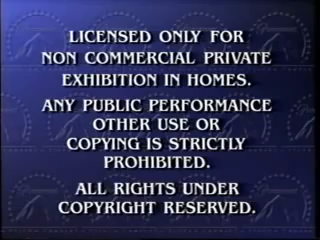 LICENSED ONLY FOR
NON COMMERCIAL PRIVATE
EXHIBITION IN HOMES.
ANY PUBLIC PERFORMANCE
OTHER USE OR
COPYING IS STRICTLY
PROHIBITED.
ALL RIGHTS UNDER
COPYRIGHT RESERVED.